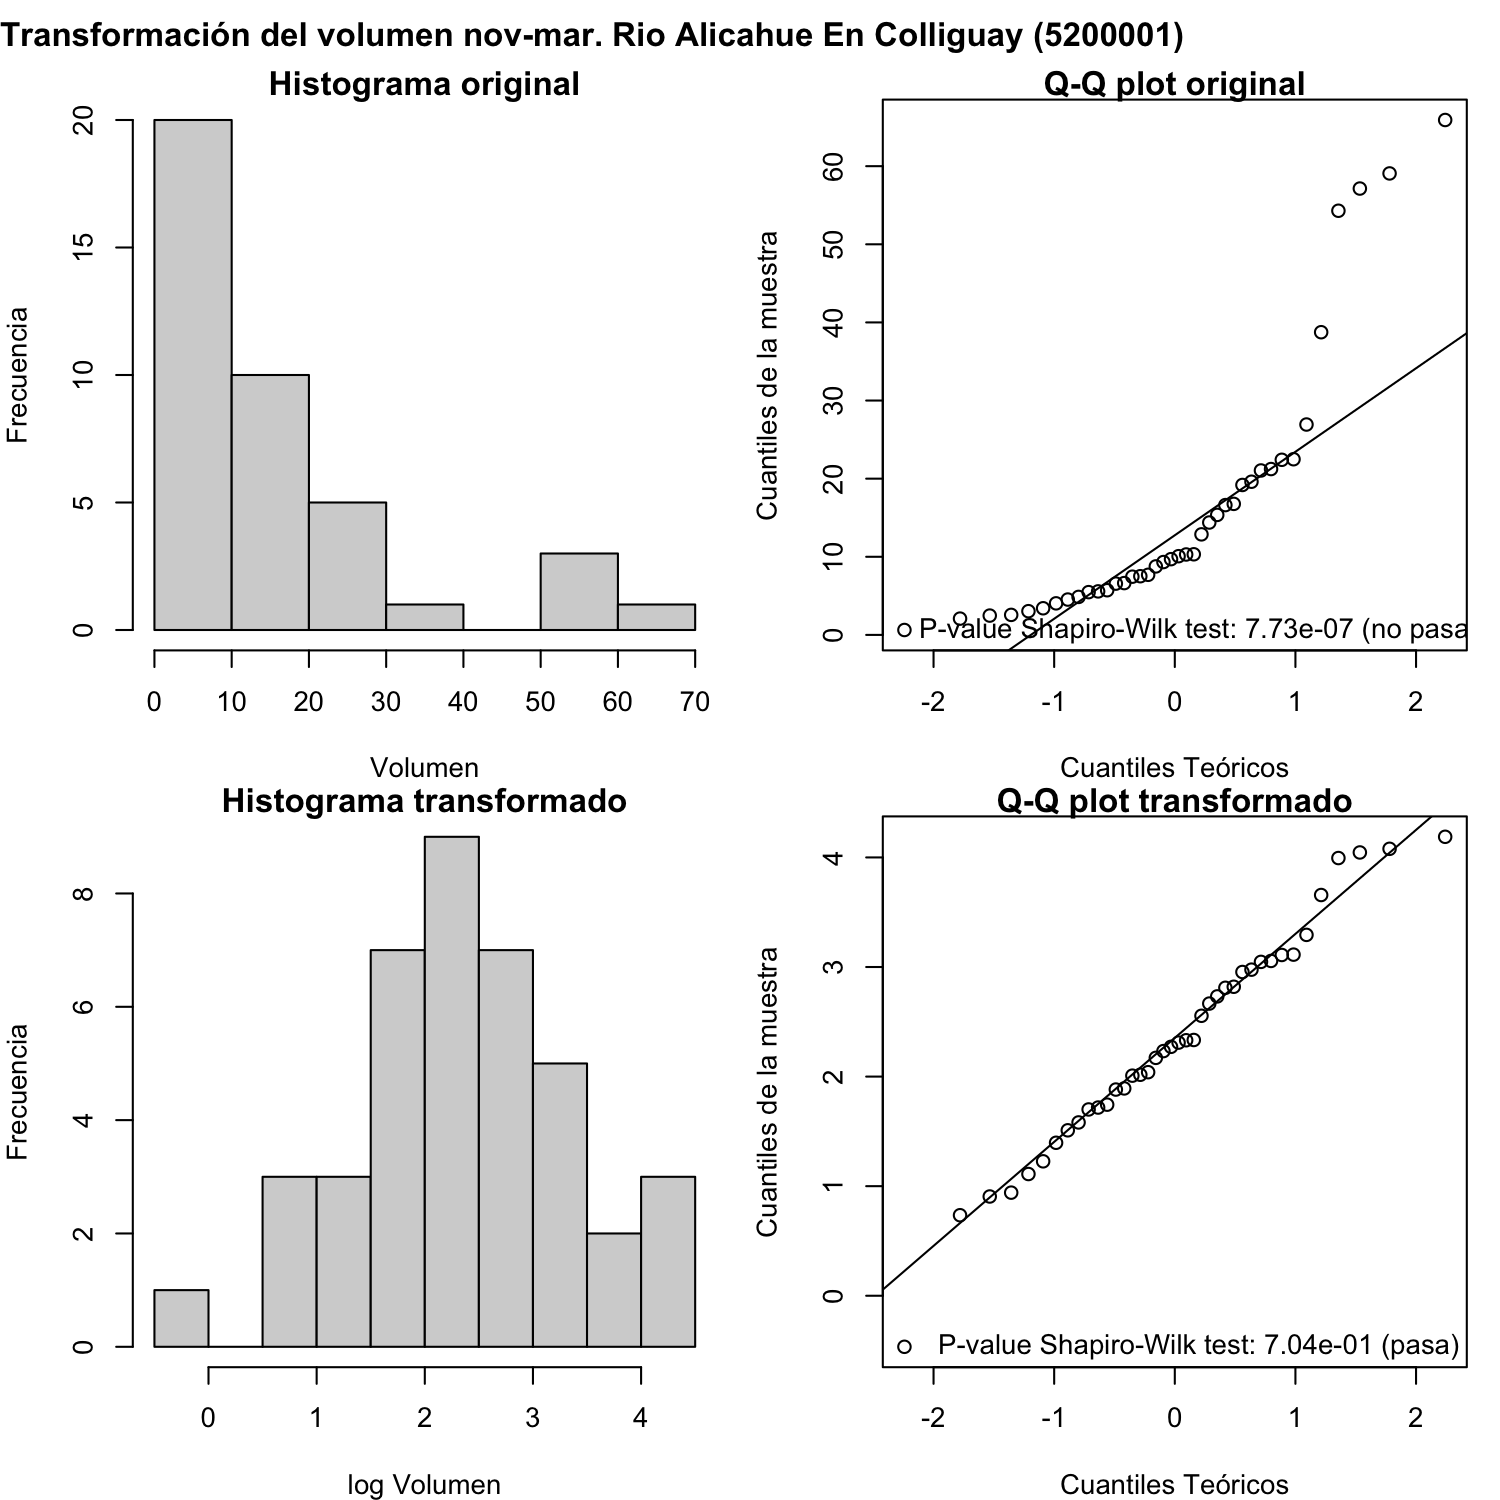 Transformación del volumen nov-mar. Rio Alicahue En Colliguay (5200001)
Histograma original
Frecuencia
20
15
10
5
0
0 10 20 30 40 50 60 70
Volumen
Q-Q plot original
Cuantiles de la muestra
60
50
40
30
20
10
0
P-value Shapiro-Wilk test: 7.73e-07 (no pasa
-2 -1 0 1 2
Cuantiles Teóricos
Histograma transformado
Frecuencia
8
6
4
2
0
0 1 2 3 4
log Volumen
Q-Q plot transformado
Cuantiles de la muestra
4
3
2
1
0
P-value Shapiro-Wilk test: 7.04e-01 (pasa)
-2 -1 0 1 2
Cuantiles Teóricos